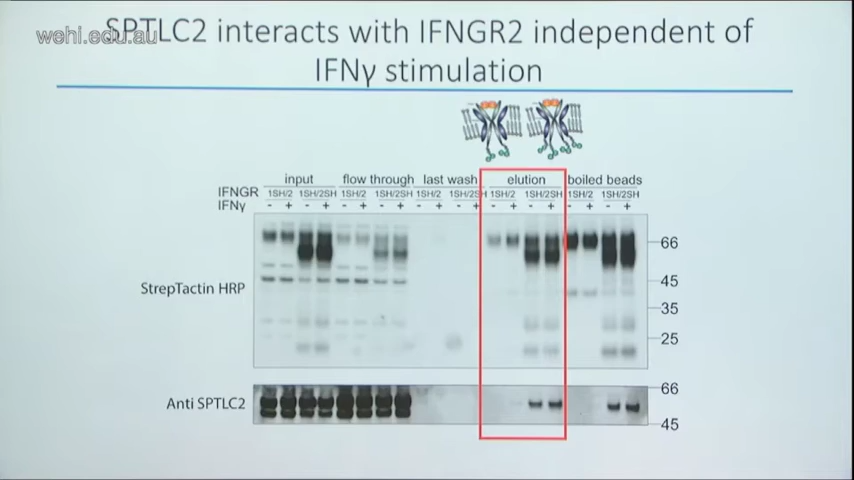 wehi.edu.au
SPTLC2 interacts with IFNGR2 independent of
IFNγ stimulation
input flow through last wash elution boiled beads
IFNGR 1SH/2 1SH/2SH 1SH/2 1SH/2SH 1SH/2 1SH/2SH 1SH/2 1SH/2SH 1SH/2 1SH/2SH
IFNγ - + - + - + - + - + - + - + - + - + - +
66
45
StrepTactin HRP
35
25
66
Anti SPTLC2
45